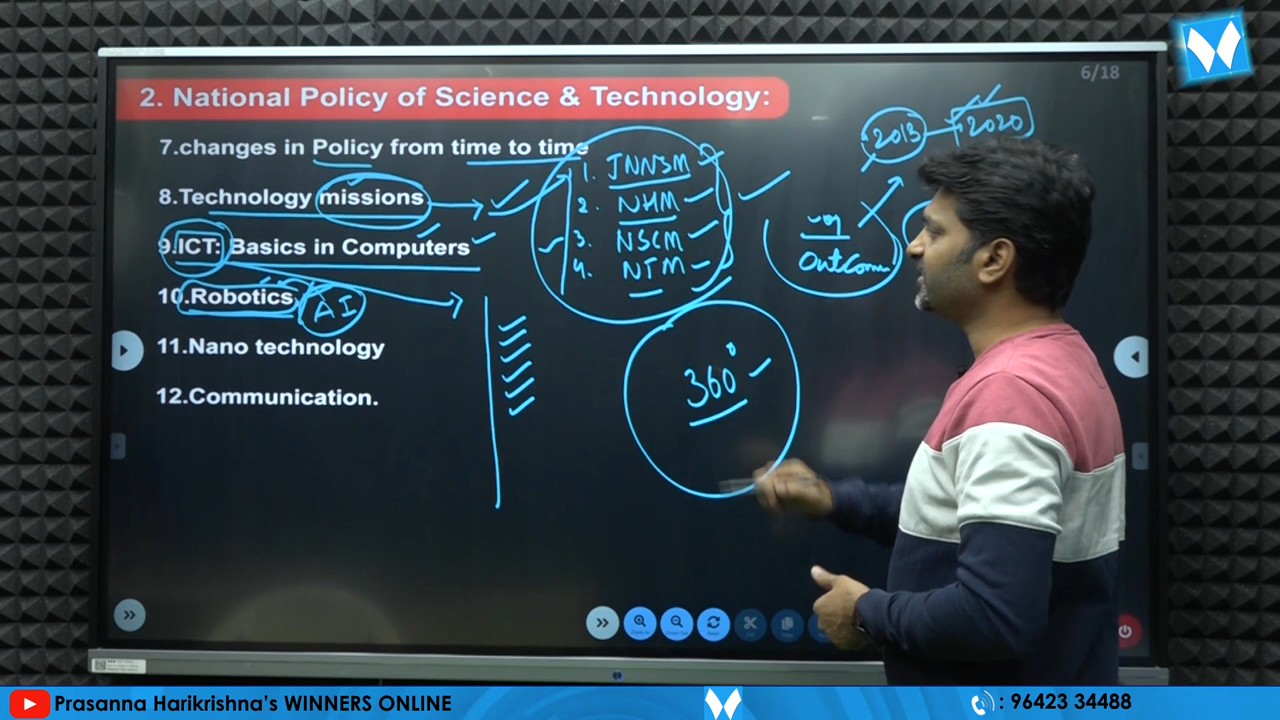 6/18
2. National Policy of Science & Technology:
7.changes in Policy from time to time
8.Technology missions
9.ICT: Basics in Computers
10.Robotics
AI
11.Nano technology
12.Communication.
1. JNNSM
2. NHM
3. NSCM
4. NTM
2013 - 2020
360°
Prasanna Harikrishna's WINNERS ONLINE
: 96423 34488